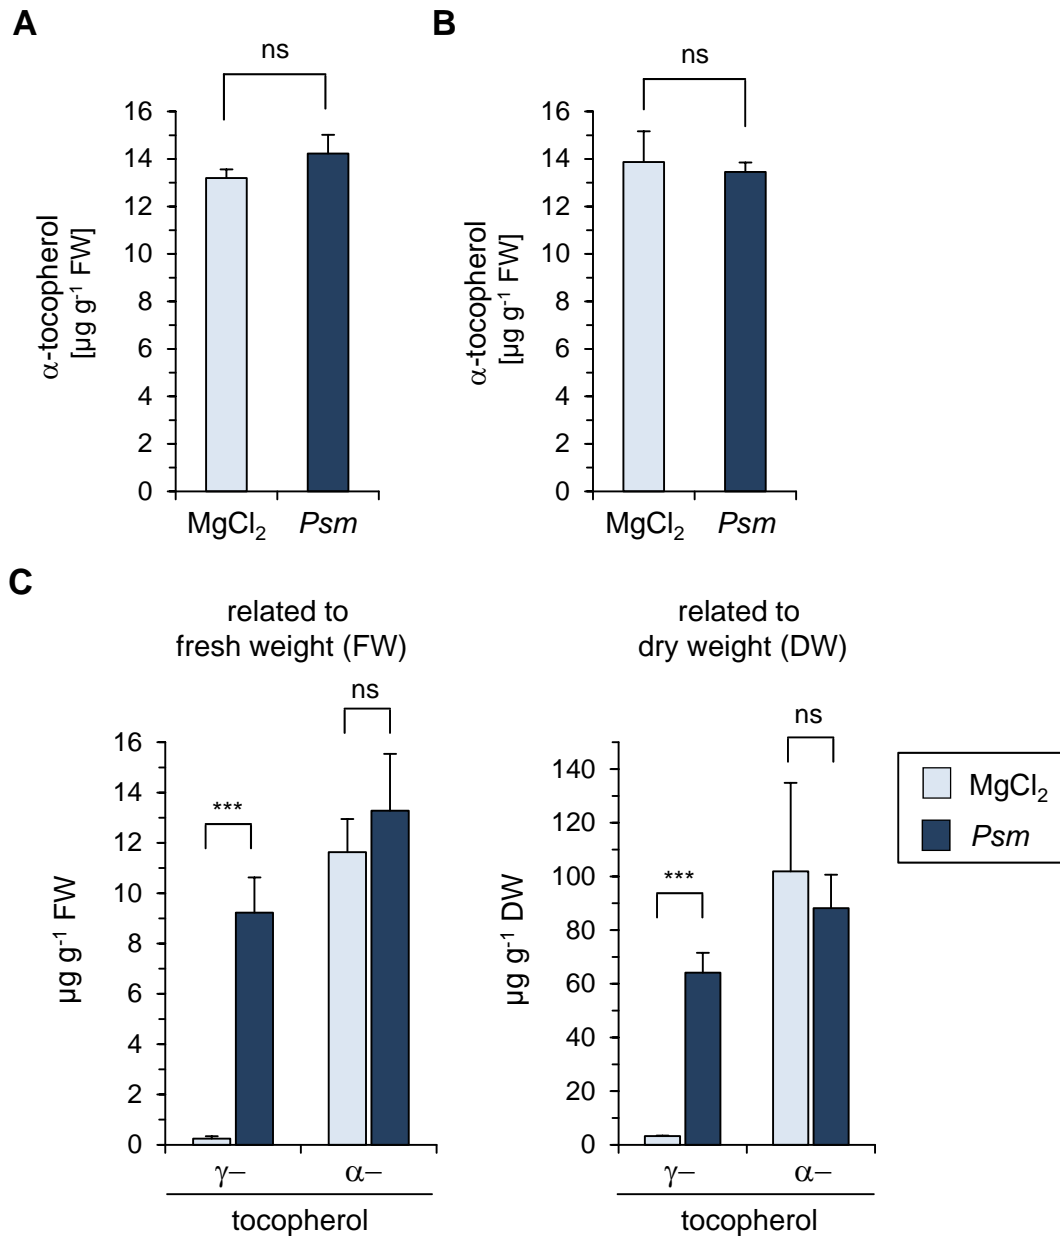 A
ns
α-tocopherol
[µg g⁻¹ FW]
16
14
12
10
8
6
4
2
0
MgCl₂ Psm
B
ns
α-tocopherol
[µg g⁻¹ FW]
16
14
12
10
8
6
4
2
0
MgCl₂ Psm
C
related to
fresh weight (FW)
ns
***
µg g⁻¹ FW
16
14
12
10
8
6
4
2
0
γ– α–
tocopherol
related to
dry weight (DW)
ns
***
µg g⁻¹ DW
140
120
100
80
60
40
20
0
γ– α–
tocopherol
MgCl₂
Psm